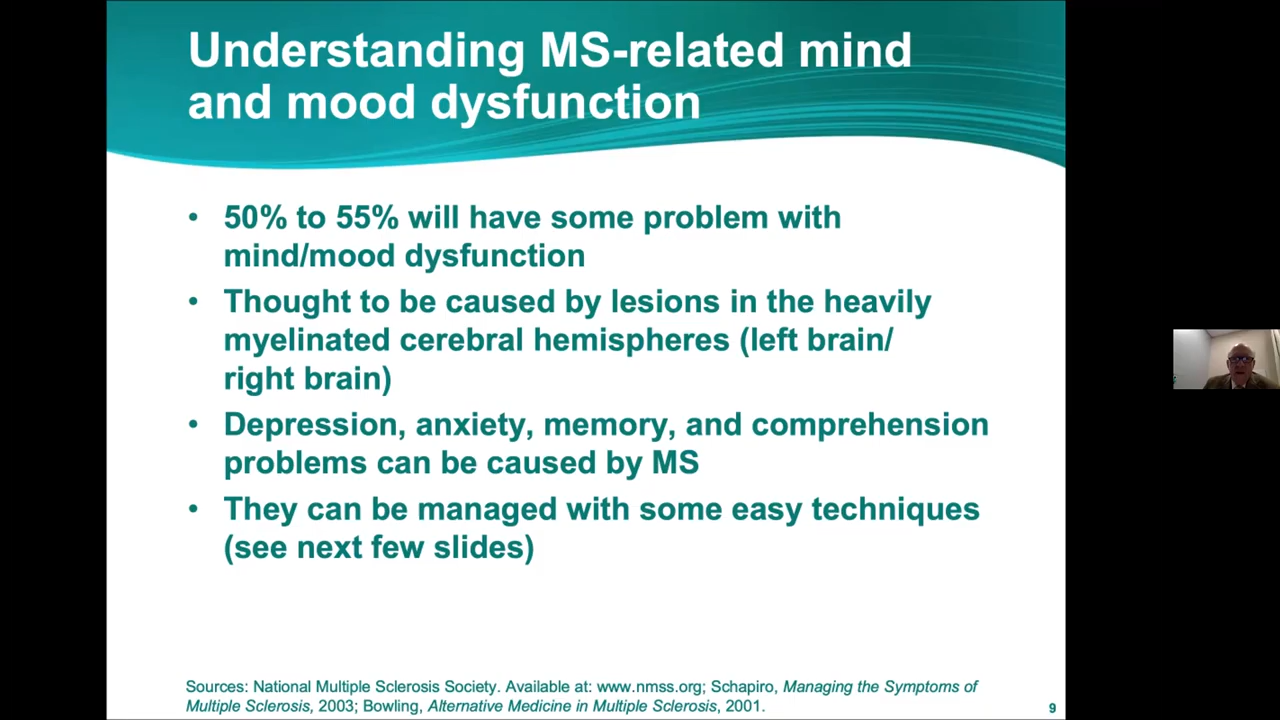 Understanding MS-related mind
and mood dysfunction
• 50% to 55% will have some problem with
mind/mood dysfunction
• Thought to be caused by lesions in the heavily
myelinated cerebral hemispheres (left brain/
right brain)
• Depression, anxiety, memory, and comprehension
problems can be caused by MS
• They can be managed with some easy techniques
(see next few slides)
Sources: National Multiple Sclerosis Society. Available at: www.nmss.org; Schapiro, Managing the Symptoms of
Multiple Sclerosis, 2003; Bowling, Alternative Medicine in Multiple Sclerosis, 2001.
9